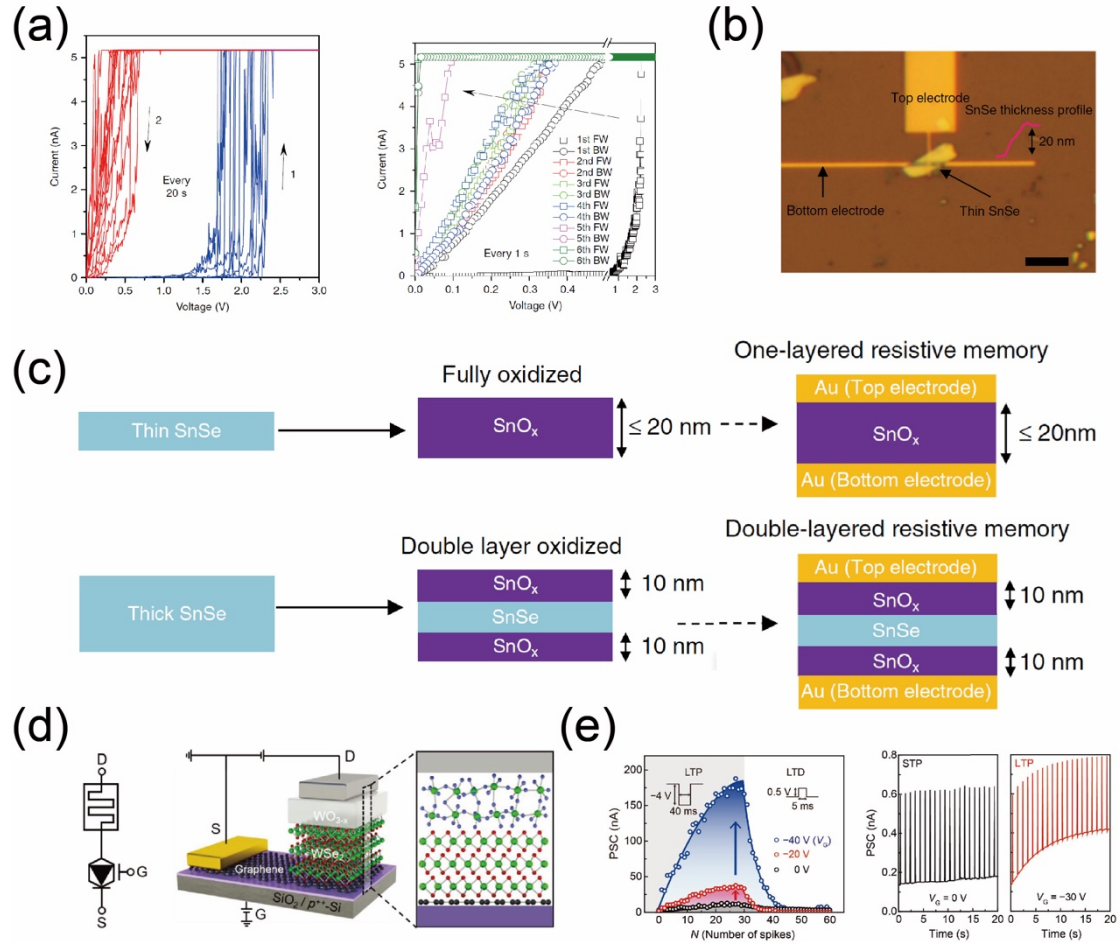 (a)
5
4
3
2
1
0
Current (nA)
2
Every
20 s
1
0.0 0.5 1.0 1.5 2.0 2.5 3.0
Voltage (V)
5
4
3
2
1
0
Current (nA)
1st FW
1st BW
2nd FW
2nd BW
3rd FW
3rd BW
4th FW
4th BW
5th FW
5th BW
6th FW
6th BW
Every 1 s
0.0 0.1 0.2 0.3 0.4 0.5 1 2 3
Voltage (V)
(b)
Top electrode
SnSe thickness profile
20 nm
Bottom electrode
Thin SnSe
(c)
Thin SnSe
Fully oxidized
SnOx
≤ 20 nm
One-layered resistive memory
Au (Top electrode)
SnOx
Au (Bottom electrode)
≤ 20nm
Thick SnSe
Double layer oxidized
SnOx
SnSe
SnOx
10 nm
10 nm
Double-layered resistive memory
Au (Top electrode)
SnOx
SnSe
SnOx
Au (Bottom electrode)
10 nm
10 nm
(d)
D
G
S
D
S
WO3-x
WSe2
Graphene
SiO2 / p++-Si
G
(e)
200
150
100
50
0
PSC (nA)
LTP
−4 V
40 ms
LTD
0.5 V
5 ms
−40 V (VG)
−20 V
0 V
0 10 20 30 40 50 60
N (Number of spikes)
0.8
0.6
0.4
0.2
0.0
PSC (nA)
STP
VG = 0 V
0 5 10 15 20
Time (s)
LTP
VG = −30 V
0 5 10 15 20
Time (s)